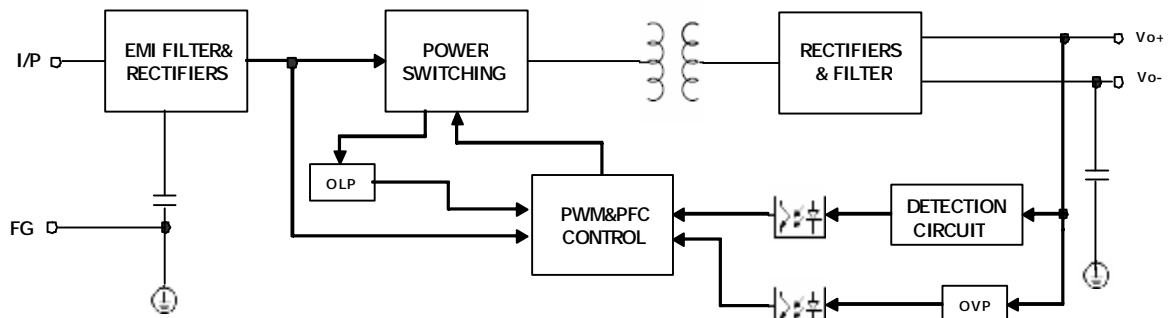 I/P
EMI FILTER&
RECTIFIERS
POWER
SWITCHING
RECTIFIERS
& FILTER
Vo+
Vo-
OLP
PWM&PFC
CONTROL
DETECTION
CIRCUIT
FG
OVP